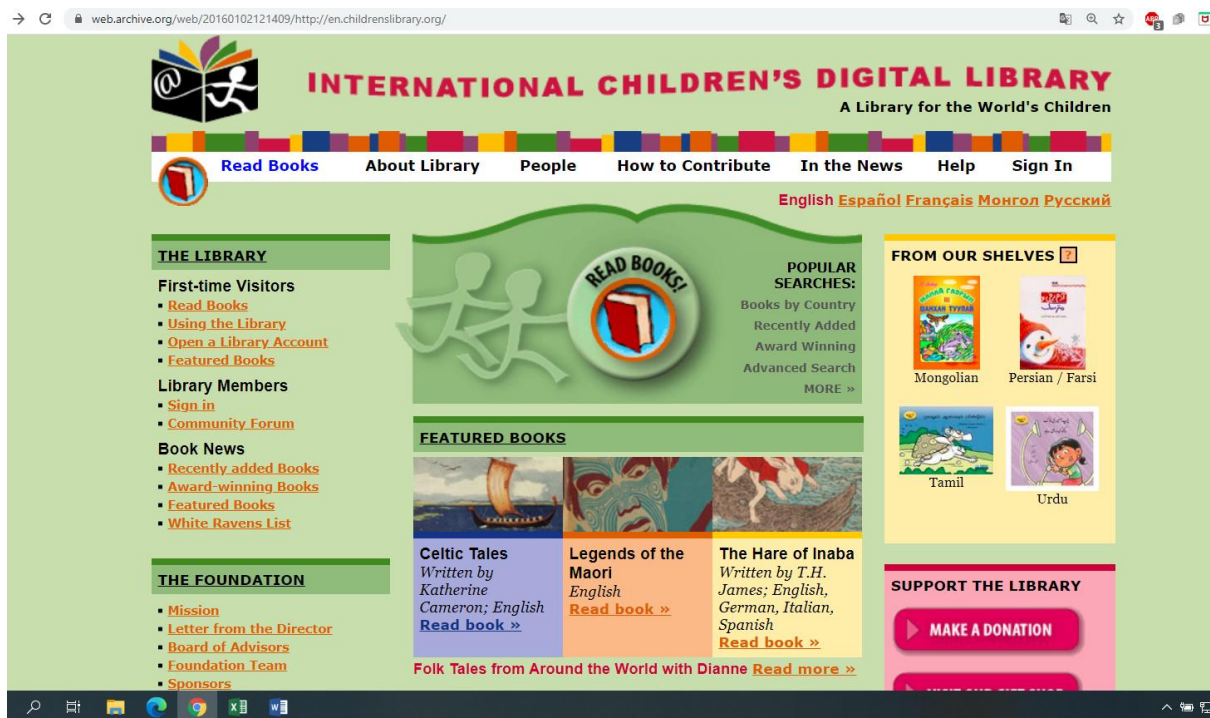 web.archive.org/web/20160102121409/http://en.childrenslibrary.org/
ABP
3
@
INTERNATIONAL CHILDREN'S DIGITAL LIBRARY
A Library for the World's Children
Read Books About Library People How to Contribute In the News Help Sign In
English Español Français Монгол Русский
THE LIBRARY
First-time Visitors
Read Books
Using the Library
Open a Library Account
Featured Books
Library Members
Sign in
Community Forum
Book News
Recently added Books
Award-winning Books
Featured Books
White Ravens List
THE FOUNDATION
Mission
Letter from the Director
Board of Advisors
Foundation Team
Sponsors
READ BOOKS!
POPULAR
SEARCHES:
Books by Country
Recently Added
Award Winning
Advanced Search
MORE »
FEATURED BOOKS
Celtic Tales
Written by
Katherine
Cameron; English
Read book »
Legends of the
Maori
English
Read book »
The Hare of Inaba
Written by T.H.
James; English,
German, Italian,
Spanish
Read book »
Folk Tales from Around the World with Dianne Read more »
FROM OUR SHELVES ?
Mongolian
Persian / Farsi
Tamil
Urdu
SUPPORT THE LIBRARY
MAKE A DONATION
VISIT OUR GIFT SHOP